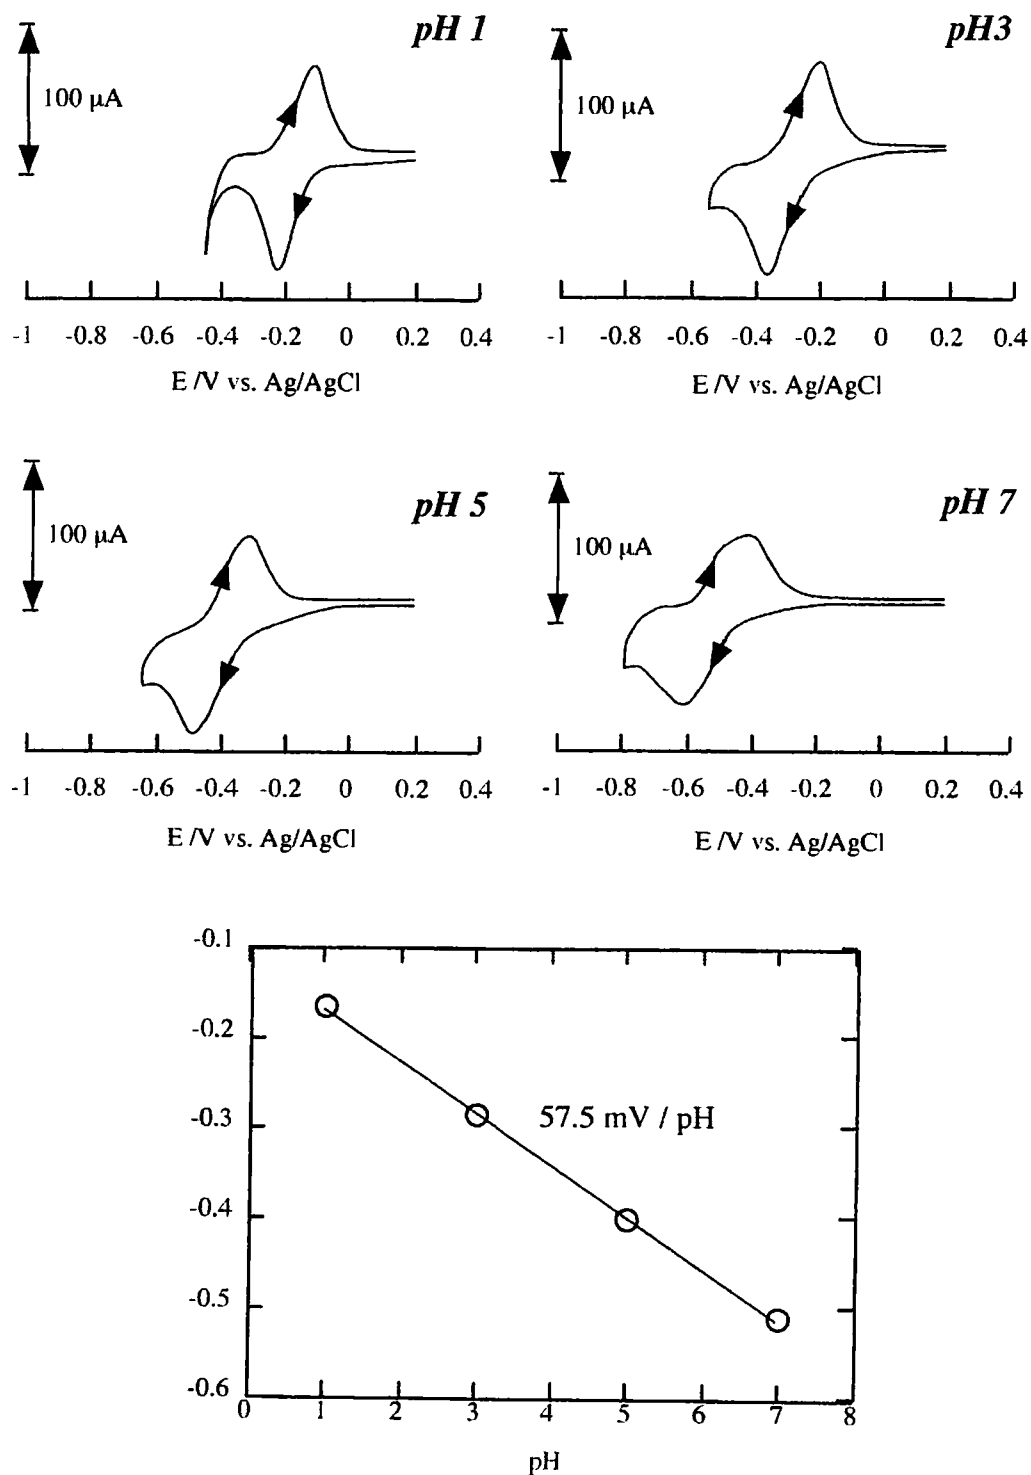 pH 1
100 μA
-1 -0.8 -0.6 -0.4 -0.2 0 0.2 0.4
E /V vs. Ag/AgCl
pH3
100 μA
-1 -0.8 -0.6 -0.4 -0.2 0 0.2 0.4
E /V vs. Ag/AgCl
pH 5
100 μA
-1 -0.8 -0.6 -0.4 -0.2 0 0.2 0.4
E /V vs. Ag/AgCl
pH 7
100 μA
-1 -0.8 -0.6 -0.4 -0.2 0 0.2 0.4
E /V vs. Ag/AgCl
-0.1
-0.2
-0.3
57.5 mV / pH
-0.4
-0.5
-0.6
0 1 2 3 4 5 6 7 8
pH